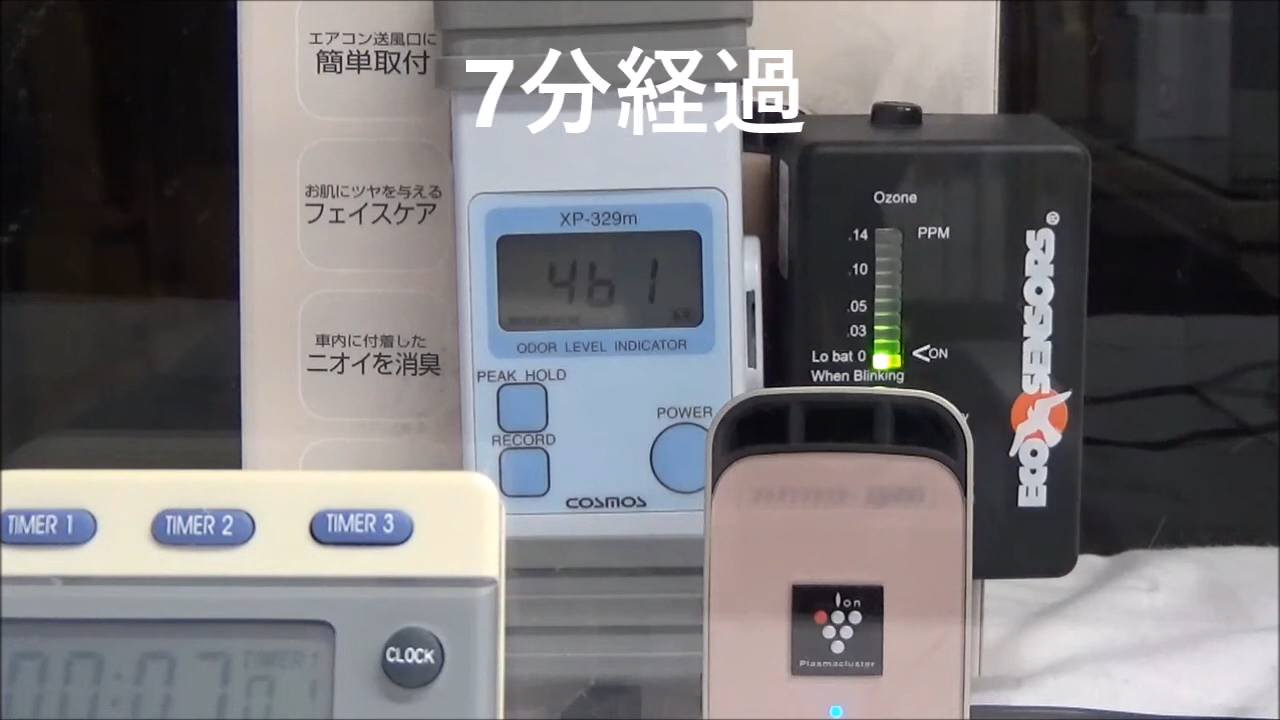 7分経過
エアコン送風口に
簡単取付
お肌にツヤを与える
フェイスケア
車内に付着した
ニオイを消臭
XP-329m
461
ODOR LEVEL INDICATOR
PEAK HOLD
RECORD
POWER
COSMOS
Ozone
PPM
.14
.10
.05
.03
Lo bat 0
<ON
When Blinking
ECO SENSORS®
TIMER 1
TIMER 2
TIMER 3
TIMER 1
CLOCK
Ion
Plasmacluster